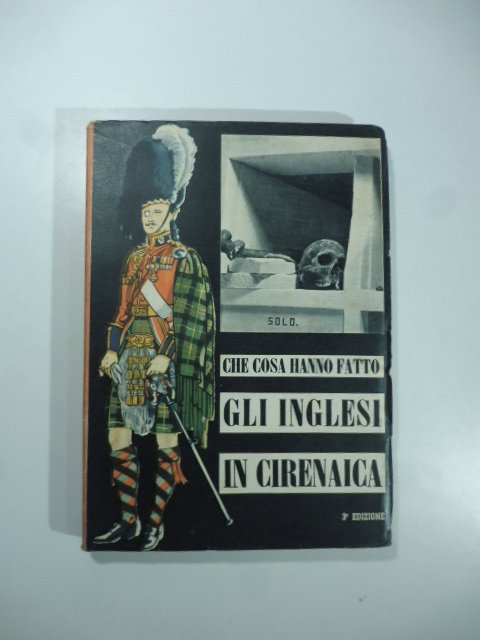 SOLO.
CHE COSA HANNO FATTO
GLI INGLESI
IN CIRENAICA
3ª EDIZIONE